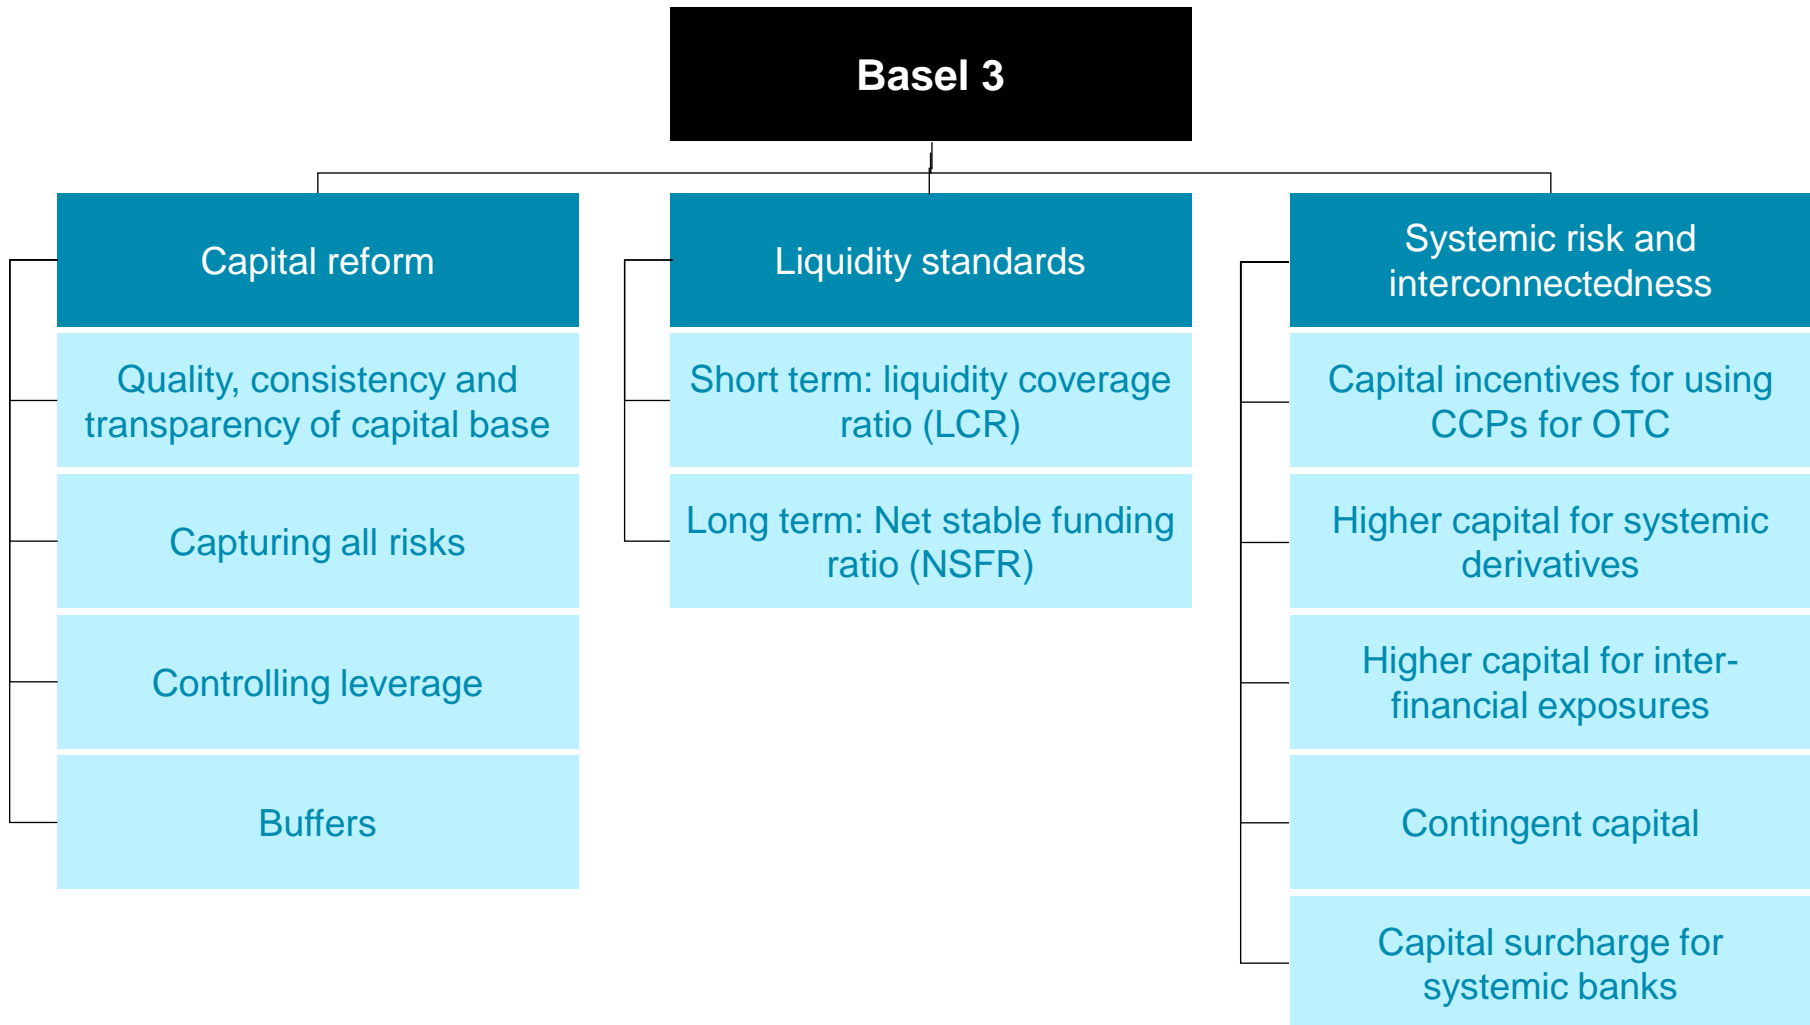 Basel 3
Capital reform
Quality, consistency and
transparency of capital base
Capturing all risks
Controlling leverage
Buffers
Liquidity standards
Short term: liquidity coverage
ratio (LCR)
Long term: Net stable funding
ratio (NSFR)
Systemic risk and
interconnectedness
Capital incentives for using
CCPs for OTC
Higher capital for systemic
derivatives
Higher capital for inter-
financial exposures
Contingent capital
Capital surcharge for
systemic banks